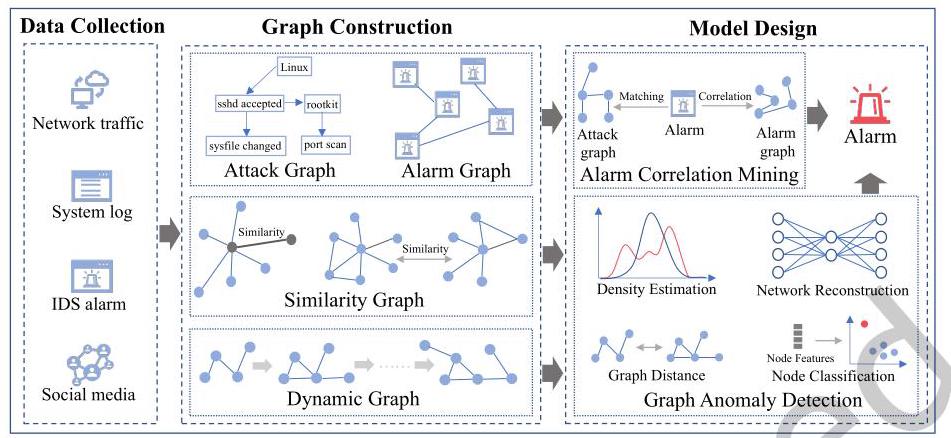 Data Collection
Graph Construction
Model Design
Network traffic
System log
IDS alarm
Social media
Linux
sshd accepted
rootkit
sysfile changed
port scan
Attack Graph
Alarm Graph
Similarity
Similarity
Similarity Graph
Dynamic Graph
Matching
Correlation
Attack
graph
Alarm
Alarm
graph
Alarm Correlation Mining
Alarm
Density Estimation
Network Reconstruction
Graph Distance
Node Features
Node Classification
Graph Anomaly Detection